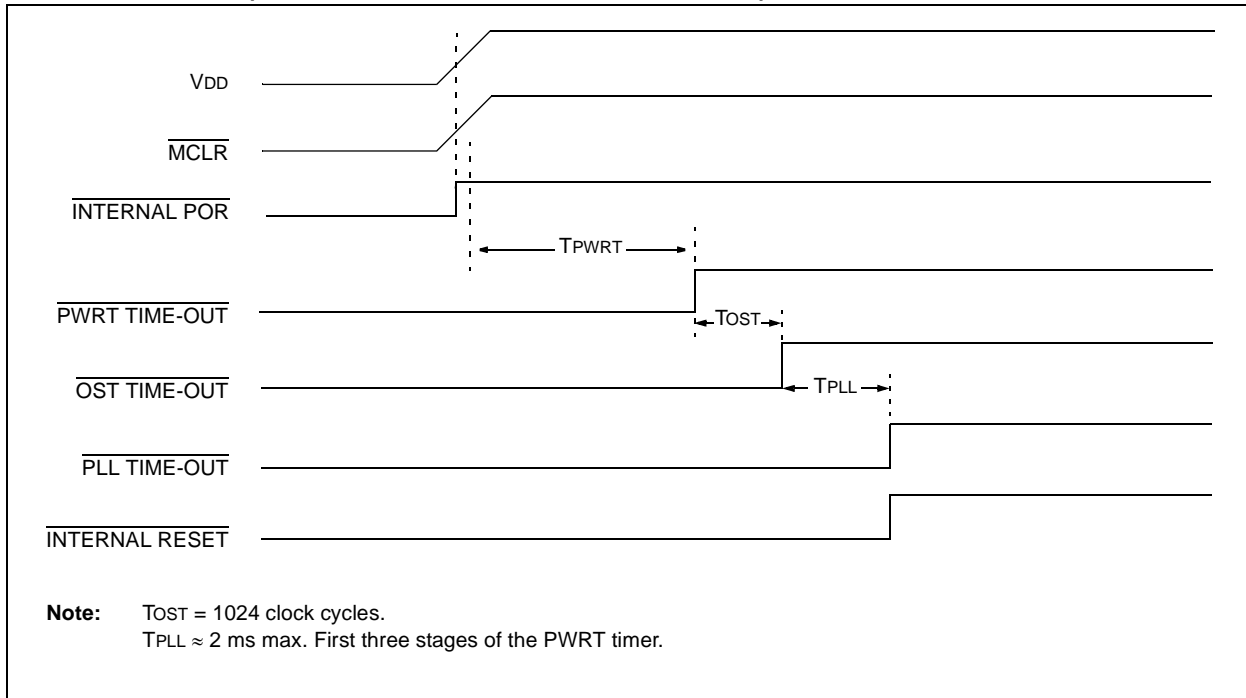 VDD
MCLR
INTERNAL POR
TPWRT
PWRT TIME-OUT
TOST
OST TIME-OUT
TPLL
PLL TIME-OUT
INTERNAL RESET
Note: TOST = 1024 clock cycles.
TPLL ≈ 2 ms max. First three stages of the PWRT timer.